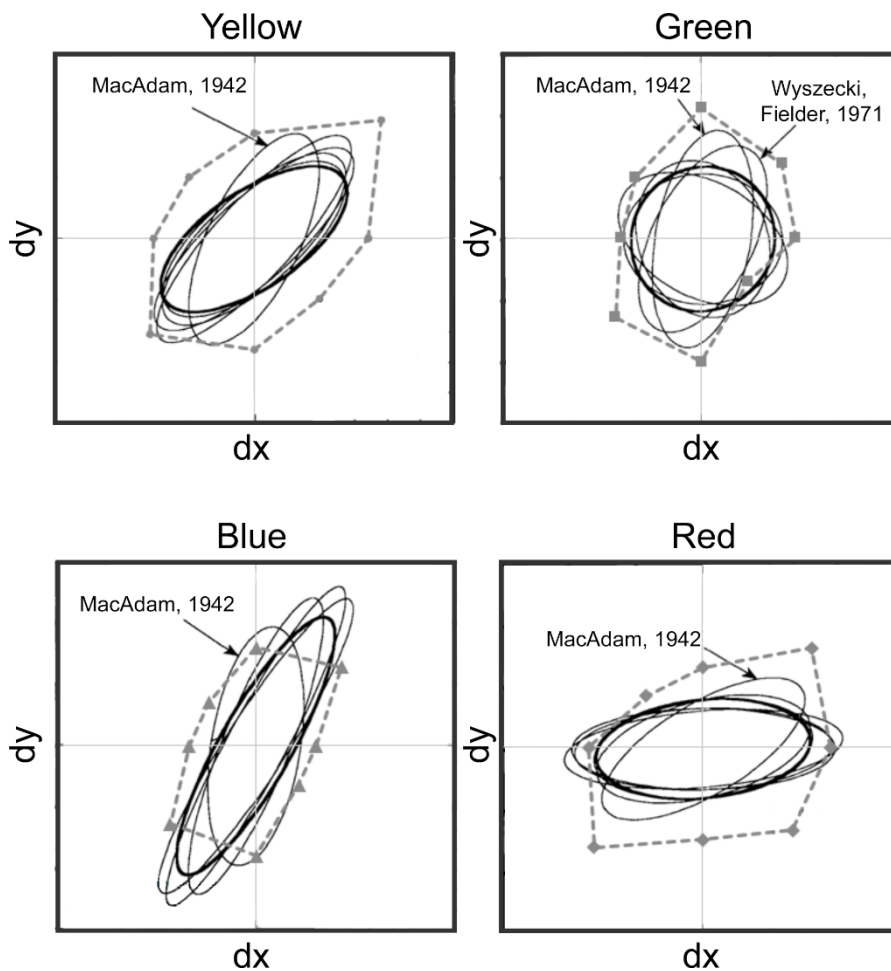 Yellow
Green
MacAdam, 1942
MacAdam, 1942
Wyszecki,
Fielder, 1971
dy
dy
dx
dx
Blue
Red
MacAdam, 1942
MacAdam, 1942
dy
dy
dx
dx